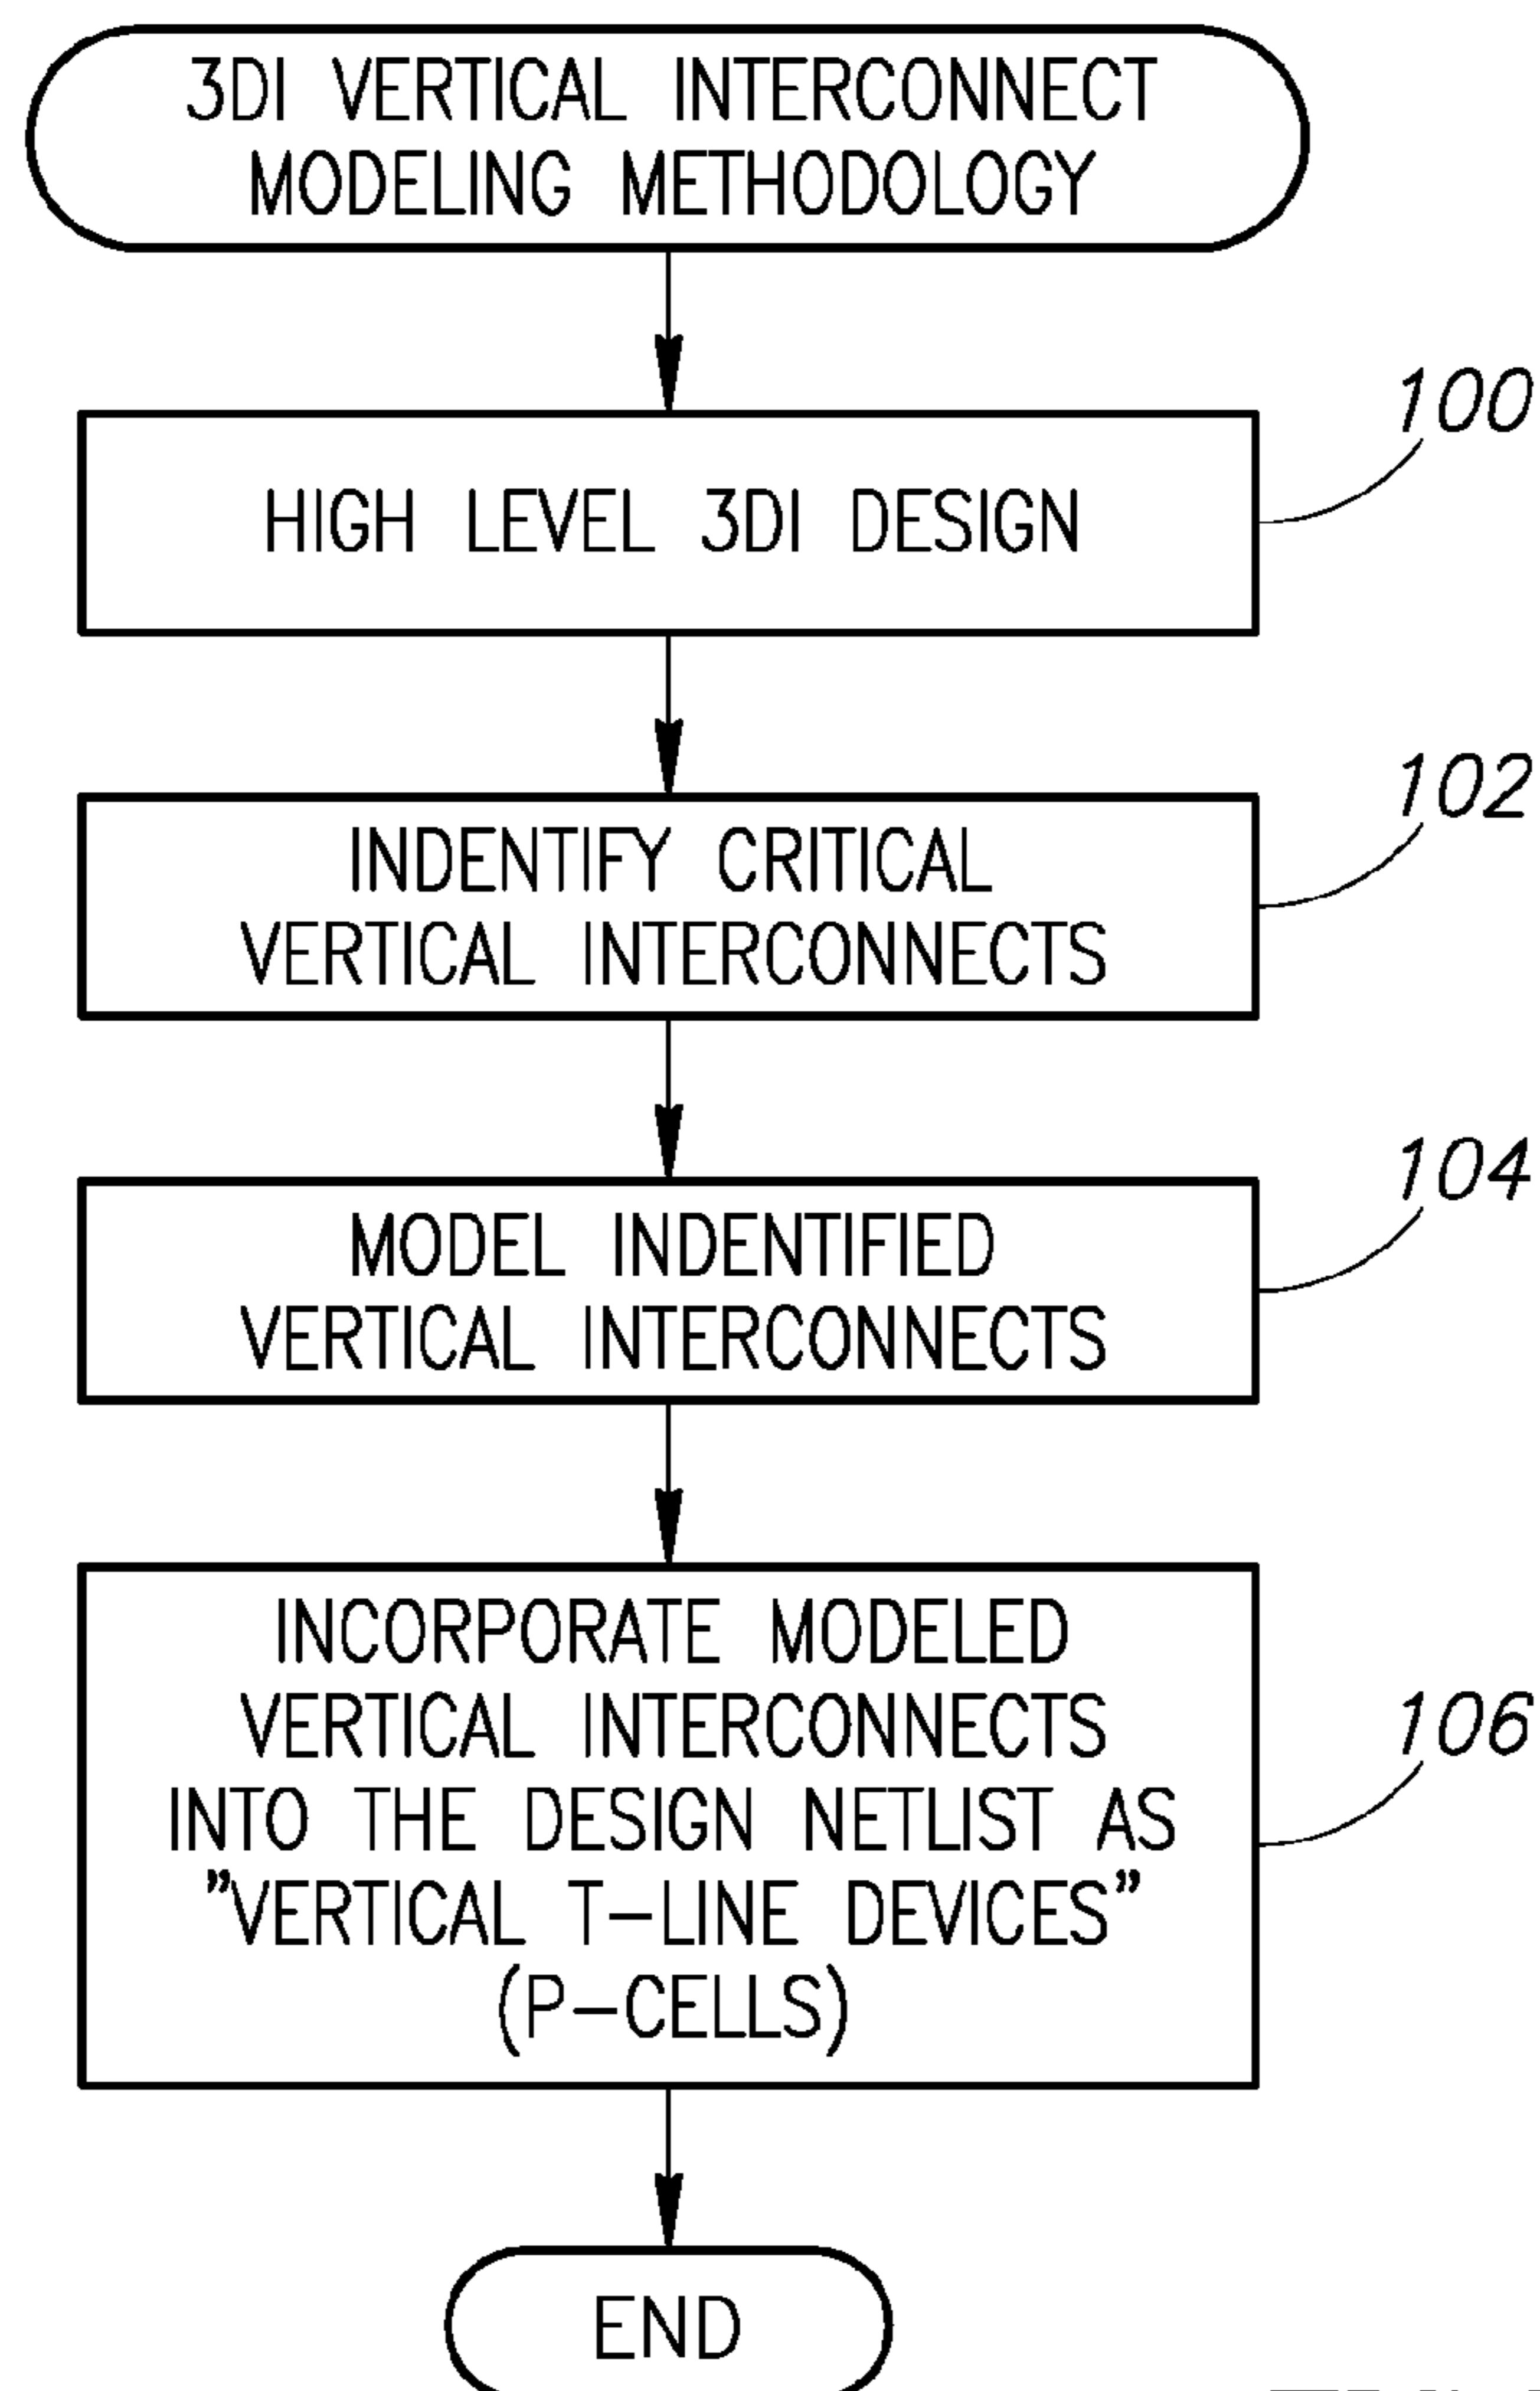 3DI VERTICAL INTERCONNECT
MODELING METHODOLOGY
100
HIGH LEVEL 3DI DESIGN
102
INDENTIFY CRITICAL
VERTICAL INTERCONNECTS
104
MODEL INDENTIFIED
VERTICAL INTERCONNECTS
106
INCORPORATE MODELED
VERTICAL INTERCONNECTS
INTO THE DESIGN NETLIST AS
"VERTICAL T-LINE DEVICES"
(P-CELLS)
END